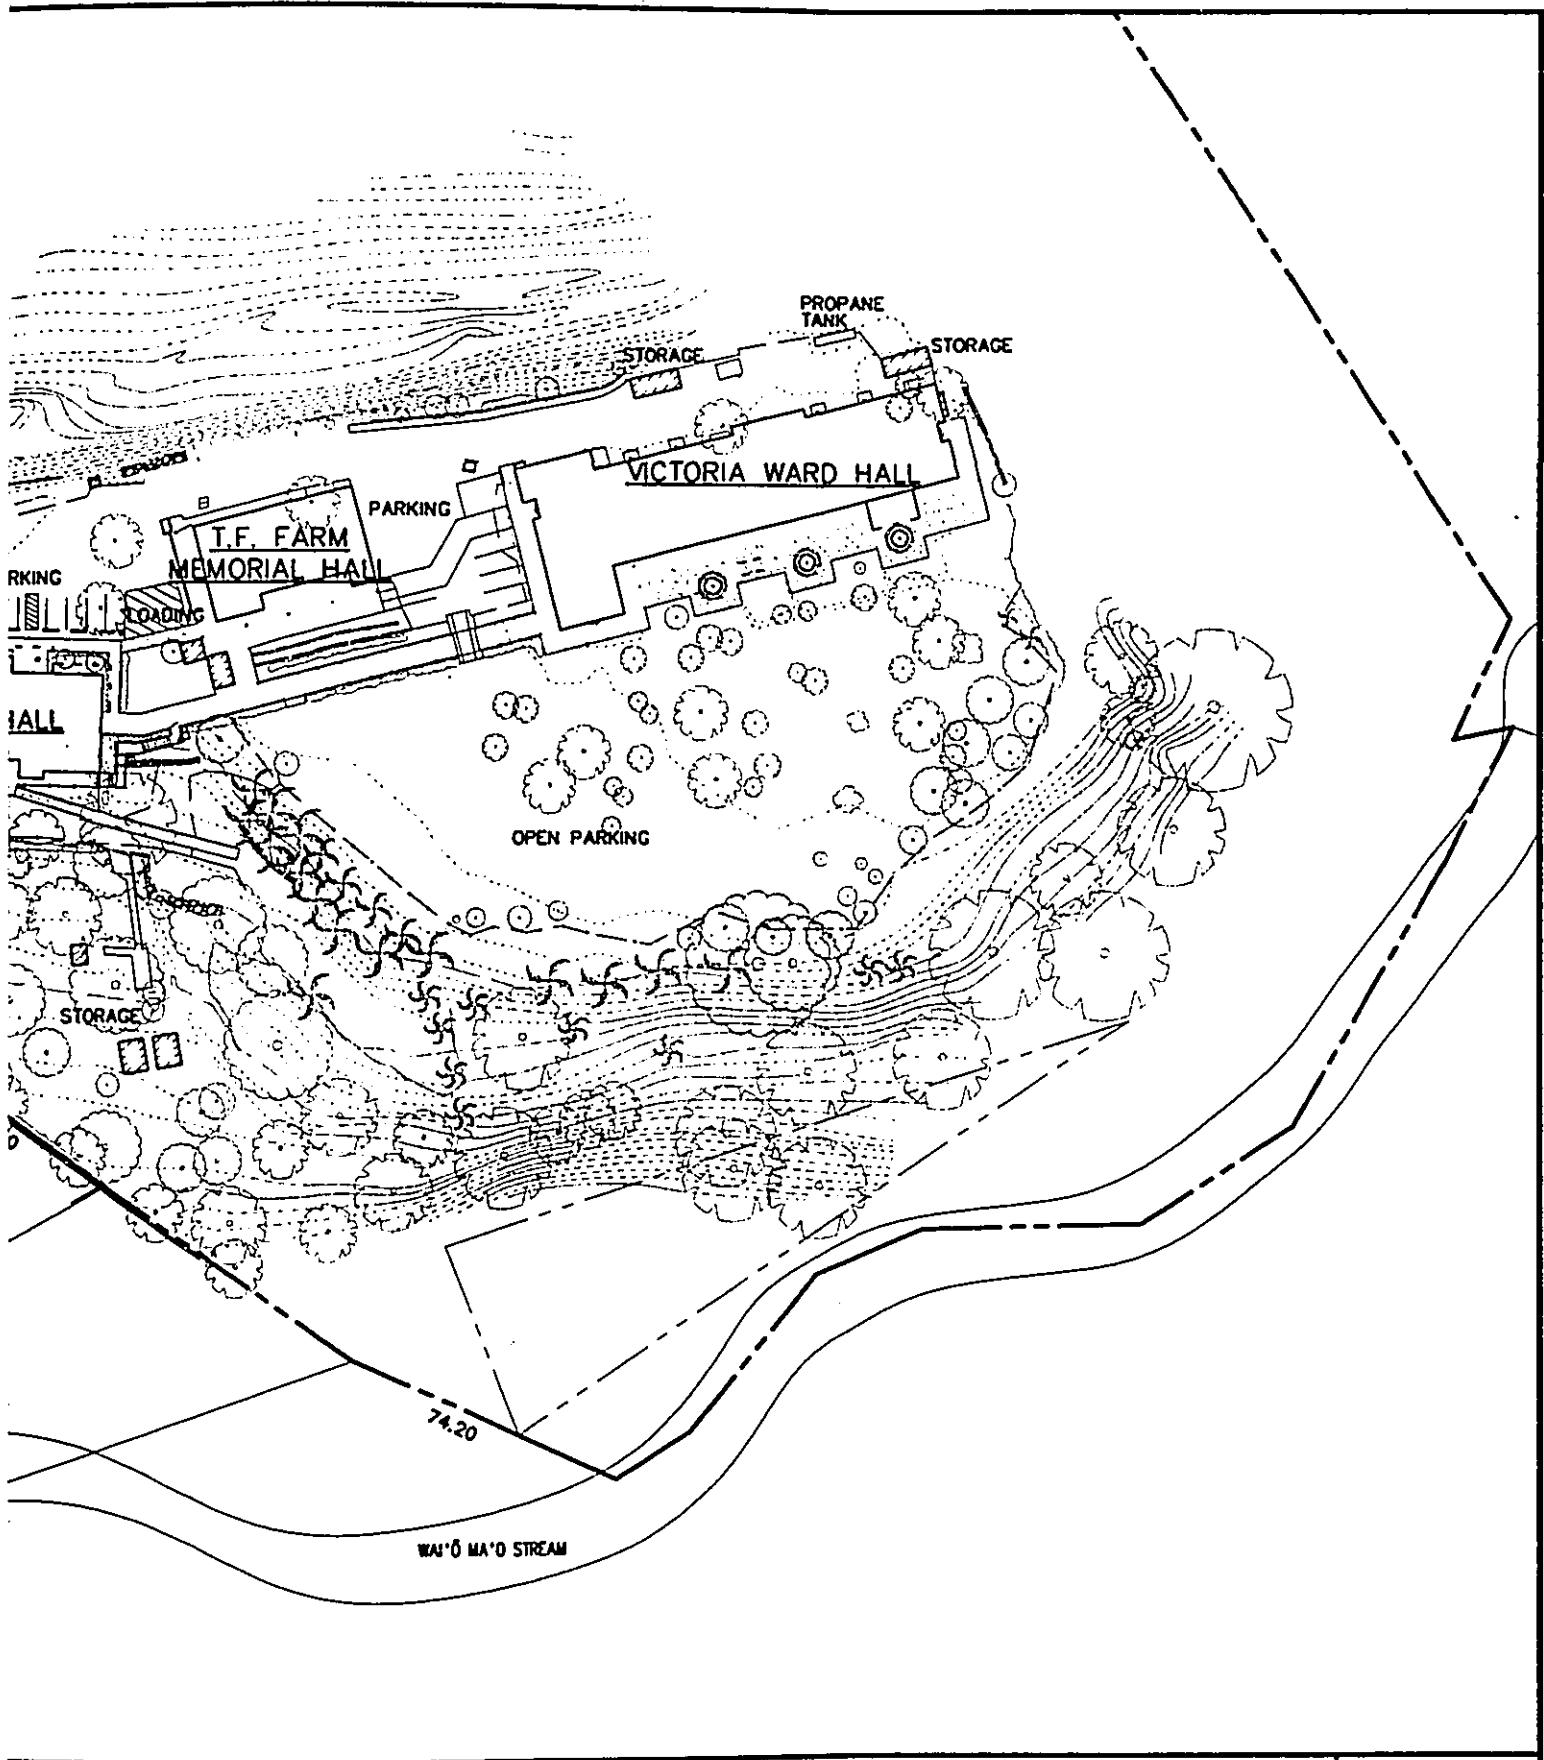 PROPANE
TANK
STORAGE
STORAGE
VICTORIA WARD HALL
PARKING
T.F. FARM
MEMORIAL HALL
RKING
LOADING
HALL
OPEN PARKING
STORAGE
74.20
WAI'Ō MA'O STREAM